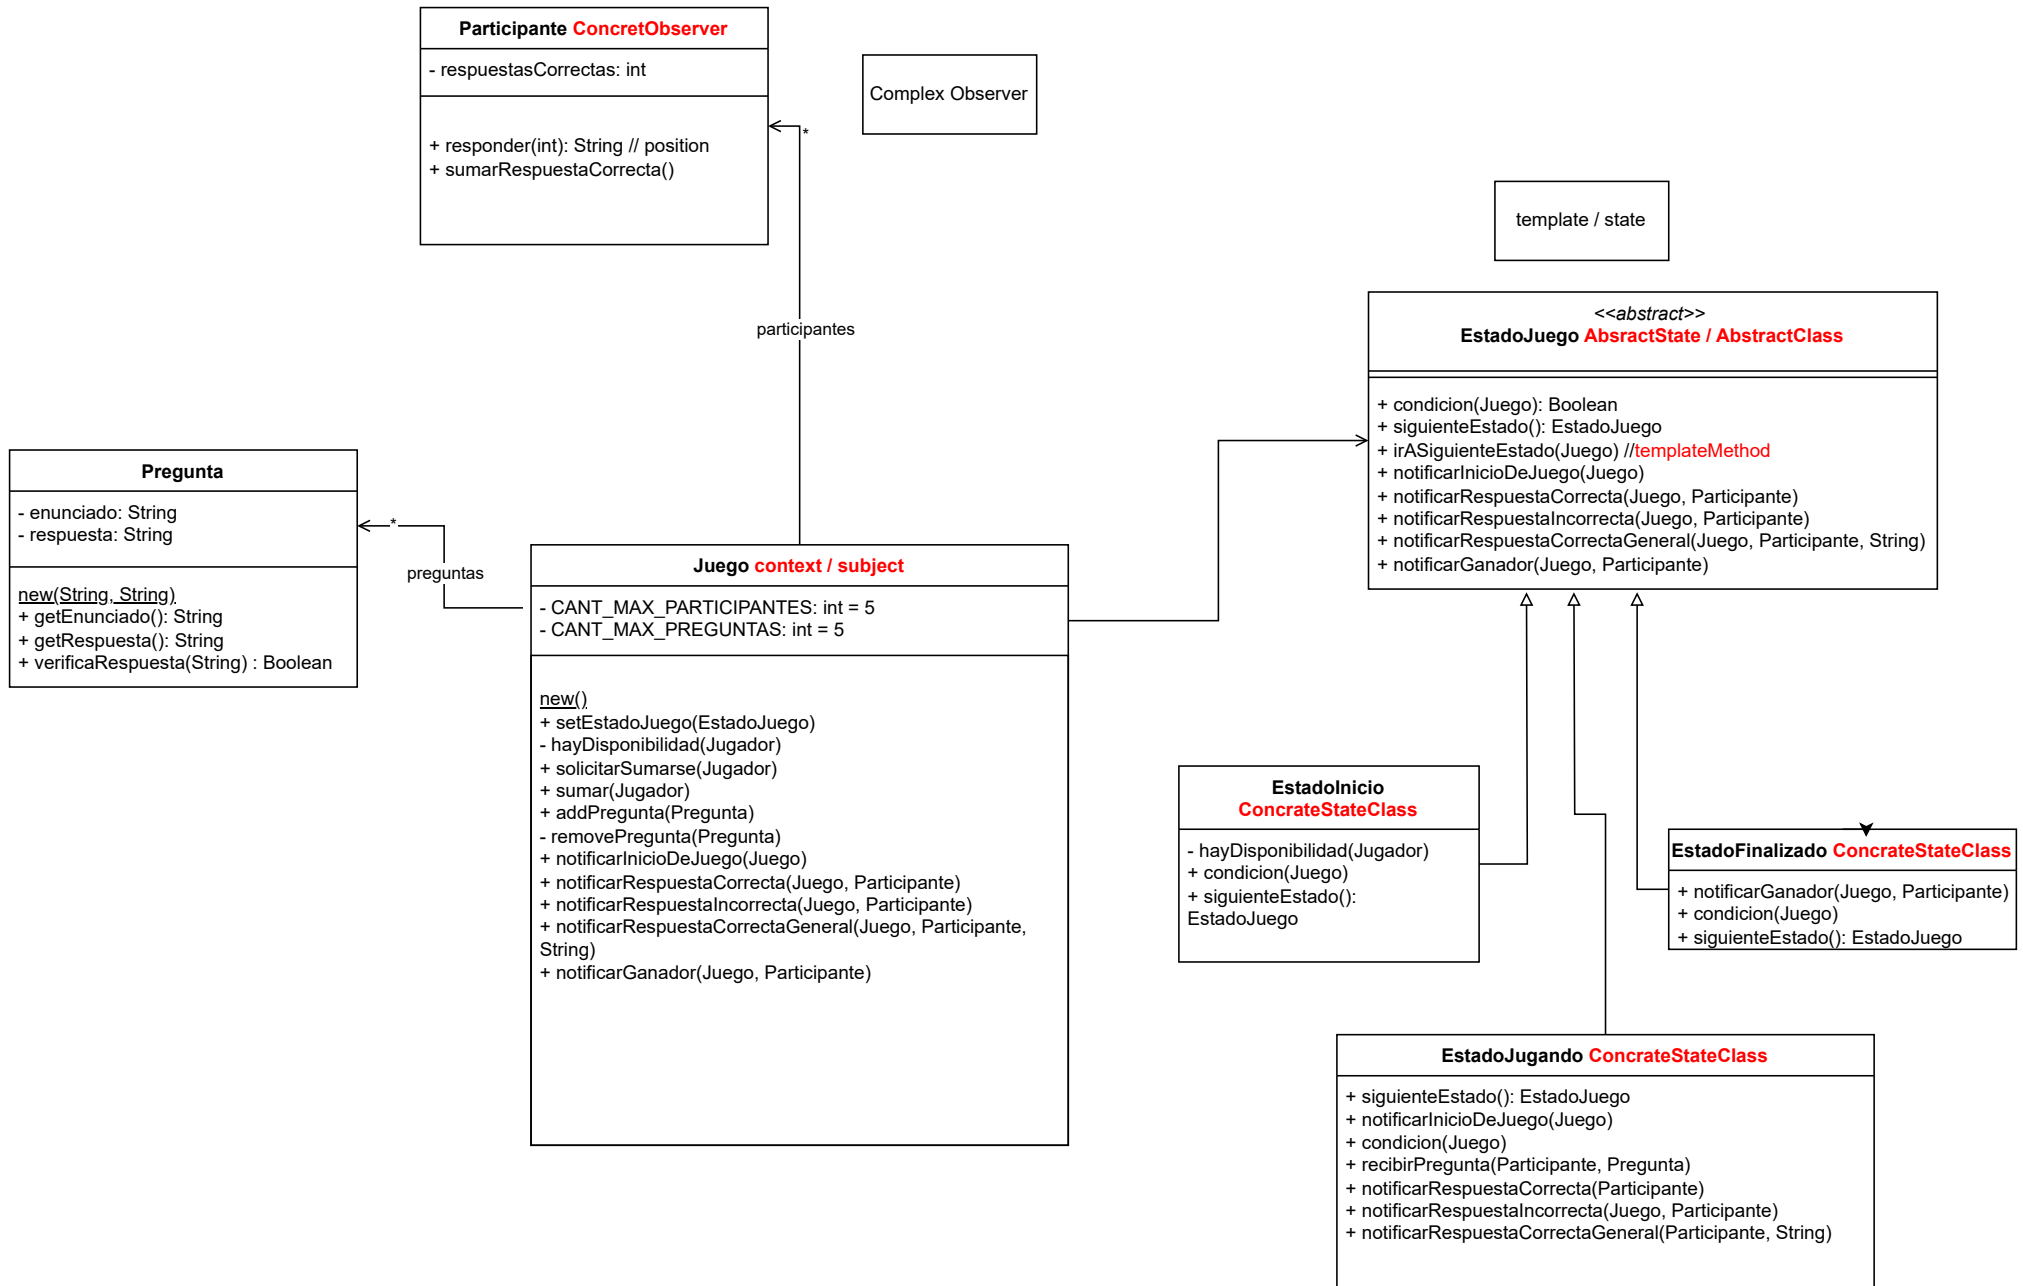 Participante ConcretObserver
- respuestasCorrectas: int
+ responder(int): String // position
+ sumarRespuestaCorrecta()
Complex Observer
*
participantes
template / state
<<abstract>>
EstadoJuego AbsractState / AbstractClass
+ condicion(Juego): Boolean
+ siguienteEstado(): EstadoJuego
+ irASiguienteEstado(Juego) //templateMethod
+ notificarInicioDeJuego(Juego)
+ notificarRespuestaCorrecta(Juego, Participante)
+ notificarRespuestaIncorrecta(Juego, Participante)
+ notificarRespuestaCorrectaGeneral(Juego, Participante, String)
+ notificarGanador(Juego, Participante)
Pregunta
- enunciado: String
- respuesta: String
new(String, String)
+ getEnunciado(): String
+ getRespuesta(): String
+ verificaRespuesta(String) : Boolean
*
preguntas
Juego context / subject
- CANT_MAX_PARTICIPANTES: int = 5
- CANT_MAX_PREGUNTAS: int = 5
new()
+ setEstadoJuego(EstadoJuego)
- hayDisponibilidad(Jugador)
+ solicitarSumarse(Jugador)
+ sumar(Jugador)
+ addPregunta(Pregunta)
- removePregunta(Pregunta)
+ notificarInicioDeJuego(Juego)
+ notificarRespuestaCorrecta(Juego, Participante)
+ notificarRespuestaIncorrecta(Juego, Participante)
+ notificarRespuestaCorrectaGeneral(Juego, Participante,
String)
+ notificarGanador(Juego, Participante)
EstadoInicio
ConcrateStateClass
- hayDisponibilidad(Jugador)
+ condicion(Juego)
+ siguienteEstado():
EstadoJuego
EstadoFinalizado ConcrateStateClass
+ notificarGanador(Juego, Participante)
+ condicion(Juego)
+ siguienteEstado(): EstadoJuego
EstadoJugando ConcrateStateClass
+ siguienteEstado(): EstadoJuego
+ notificarInicioDeJuego(Juego)
+ condicion(Juego)
+ recibirPregunta(Participante, Pregunta)
+ notificarRespuestaCorrecta(Participante)
+ notificarRespuestaIncorrecta(Juego, Participante)
+ notificarRespuestaCorrectaGeneral(Participante, String)